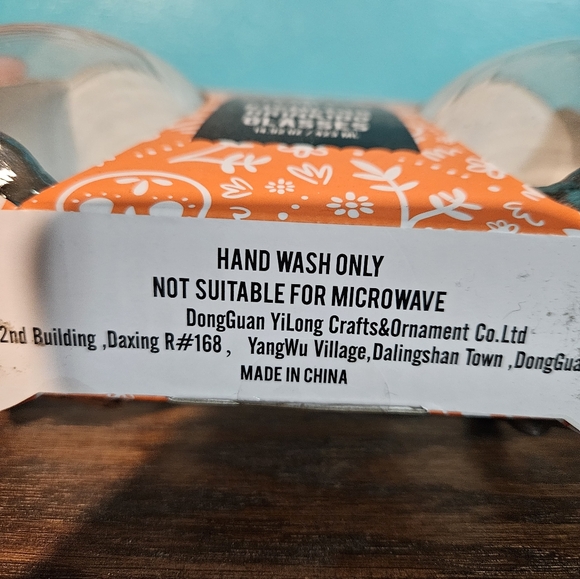 GLASSES
HAND WASH ONLY
NOT SUITABLE FOR MICROWAVE
DongGuan YiLong Crafts&Ornament Co.Ltd
2nd Building ,Daxing R#168 , YangWu Village,Dalingshan Town ,DongGua
MADE IN CHINA